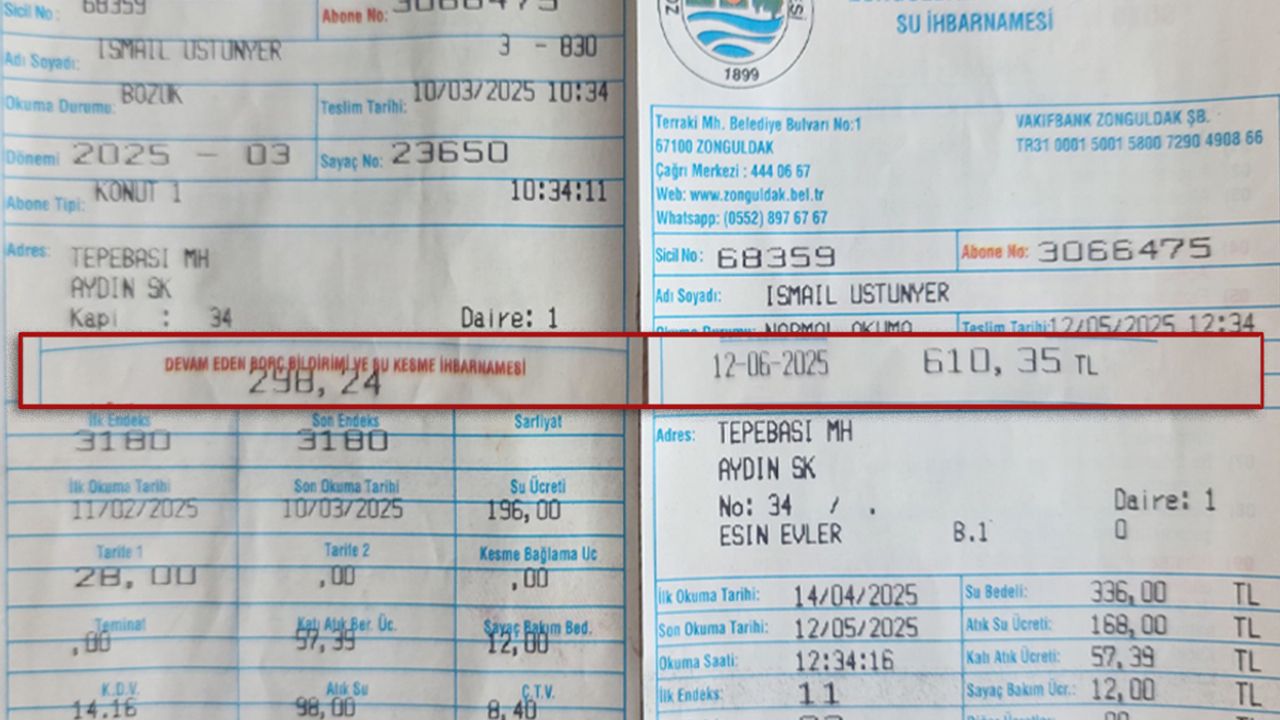 Sicil No: 68359
Abone No: 3066475
Adı Soyadı: ISMAIL USTUNYER 3 - 830
Okuma Durumu: BOZUK
Teslim Tarihi: 10/03/2025 10:34
Dönemi 2025 - 03
Sayaç No: 23650
Abone Tipi: KONUT 1 10:34:11
Adres: TEPEBASI MH
AYDIN SK
Kapi : 34 Daire: 1
DEVAM EDEN BORÇ BİLDİRİMİ VE SU KESME İHBARNAMESİ
298,24
İlk Endeks Son Endeks Sarfiyat
3180 3180
İlk Okuma Tarihi Son Okuma Tarihi Su Ücreti
11/02/2025 10/03/2025 196,00
Tarife 1 Tarife 2 Kesme Bağlama Uc
28,00 ,00 ,00
Teminat Katı Atık Ber. Üc. Sayaç Bakım Bed.
,00 57,39 12,00
K.D.V. Atık Su Ç.T.V.
14.16 98,00 8,40
SU İHBARNAMESİ
1899
Terraki Mh. Belediye Bulvarı No:1
67100 ZONGULDAK
Çağrı Merkezi : 444 06 67
Web: www.zonguldak.bel.tr
Whatsapp: (0552) 897 67 67
VAKIFBANK ZONGULDAK ŞB.
TR31 0001 5001 5800 7290 4908 66
Sicil No: 68359
Abone No: 3066475
Adı Soyadı: ISMAIL USTUNYER
Okuma Durumu: NORMAL OKUMA
Teslim Tarihi: 12/05/2025 12:34
12-06-2025 610,35 TL
Adres: TEPEBASI MH
AYDIN SK
No: 34 / . Daire: 1
ESIN EVLER B.1 0
İlk Okuma Tarihi: 14/04/2025
Su Bedeli: 336,00 TL
Son Okuma Tarihi: 12/05/2025
Atık Su Ücreti: 168,00 TL
Okuma Saati: 12:34:16
Katı Atık Ücreti: 57,39 TL
İlk Endeks: 11
Sayaç Bakım Ücr.: 12,00 TL